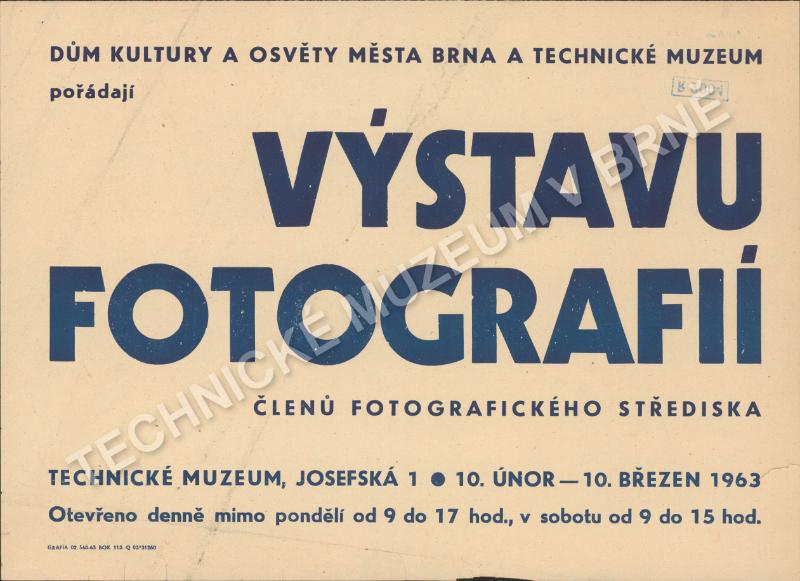 DŮM KULTURY A OSVĚTY MĚSTA BRNA A TECHNICKÉ MUZEUM
pořádají
VÝSTAVU
FOTOGRAFIÍ
ČLENŮ FOTOGRAFICKÉHO STŘEDISKA
TECHNICKÉ MUZEUM, JOSEFSKÁ 1 ● 10. ÚNOR — 10. BŘEZEN 1963
Otevřeno denně mimo pondělí od 9 do 17 hod., v sobotu od 9 do 15 hod.
GRAFIA 02
TECHNICKÉ MUZEUM V BRNĚ